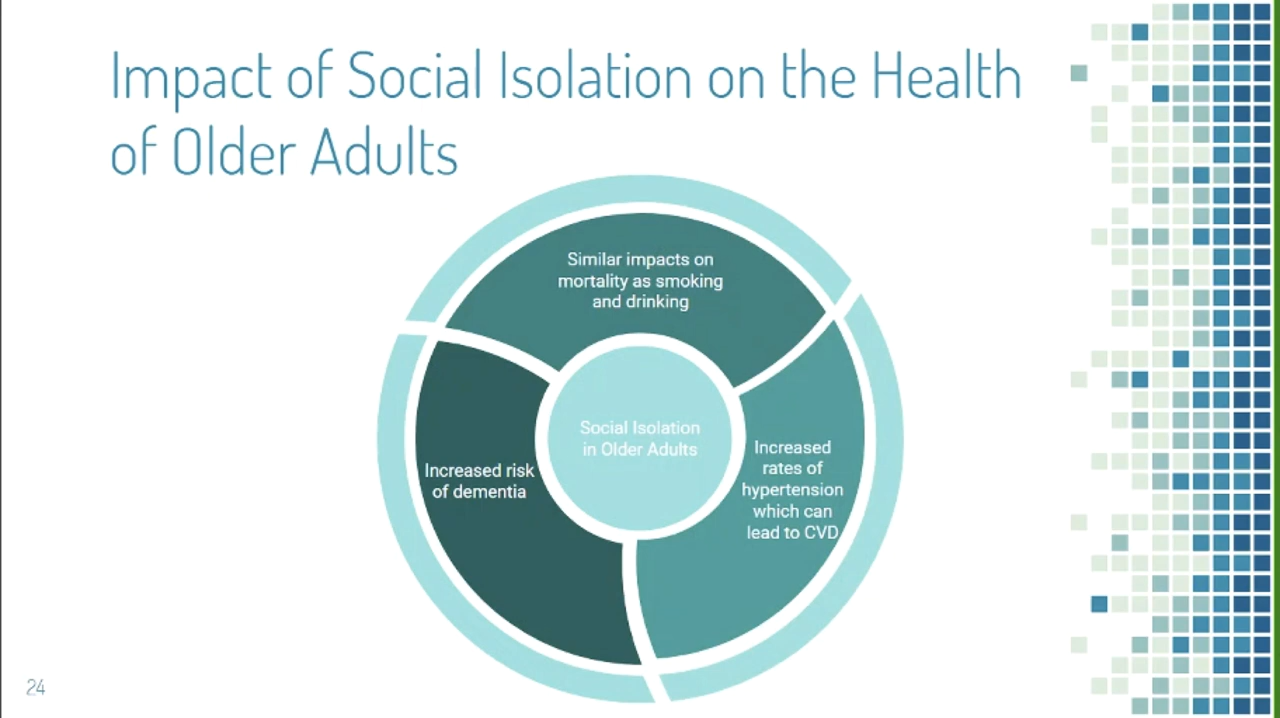 Impact of Social Isolation on the Health
of Older Adults
Similar impacts on
mortality as smoking
and drinking
Social Isolation
in Older Adults
Increased
rates of
hypertension
which can
lead to CVD
Increased risk
of dementia
24